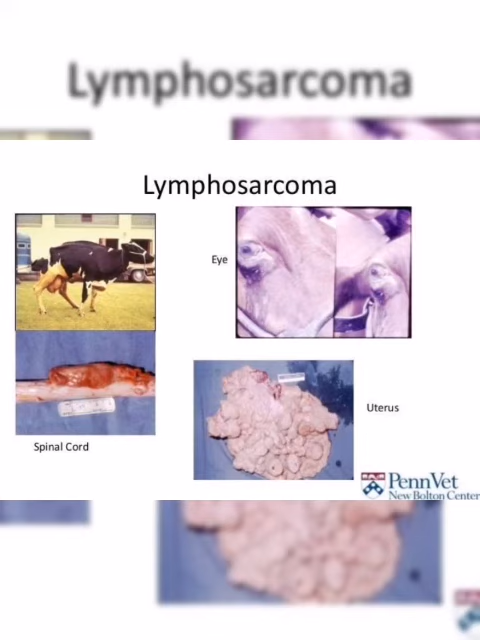 Lymphosarcoma
Lymphosarcoma
Eye
Uterus
Spinal Cord
PennVet
New Bolton Center